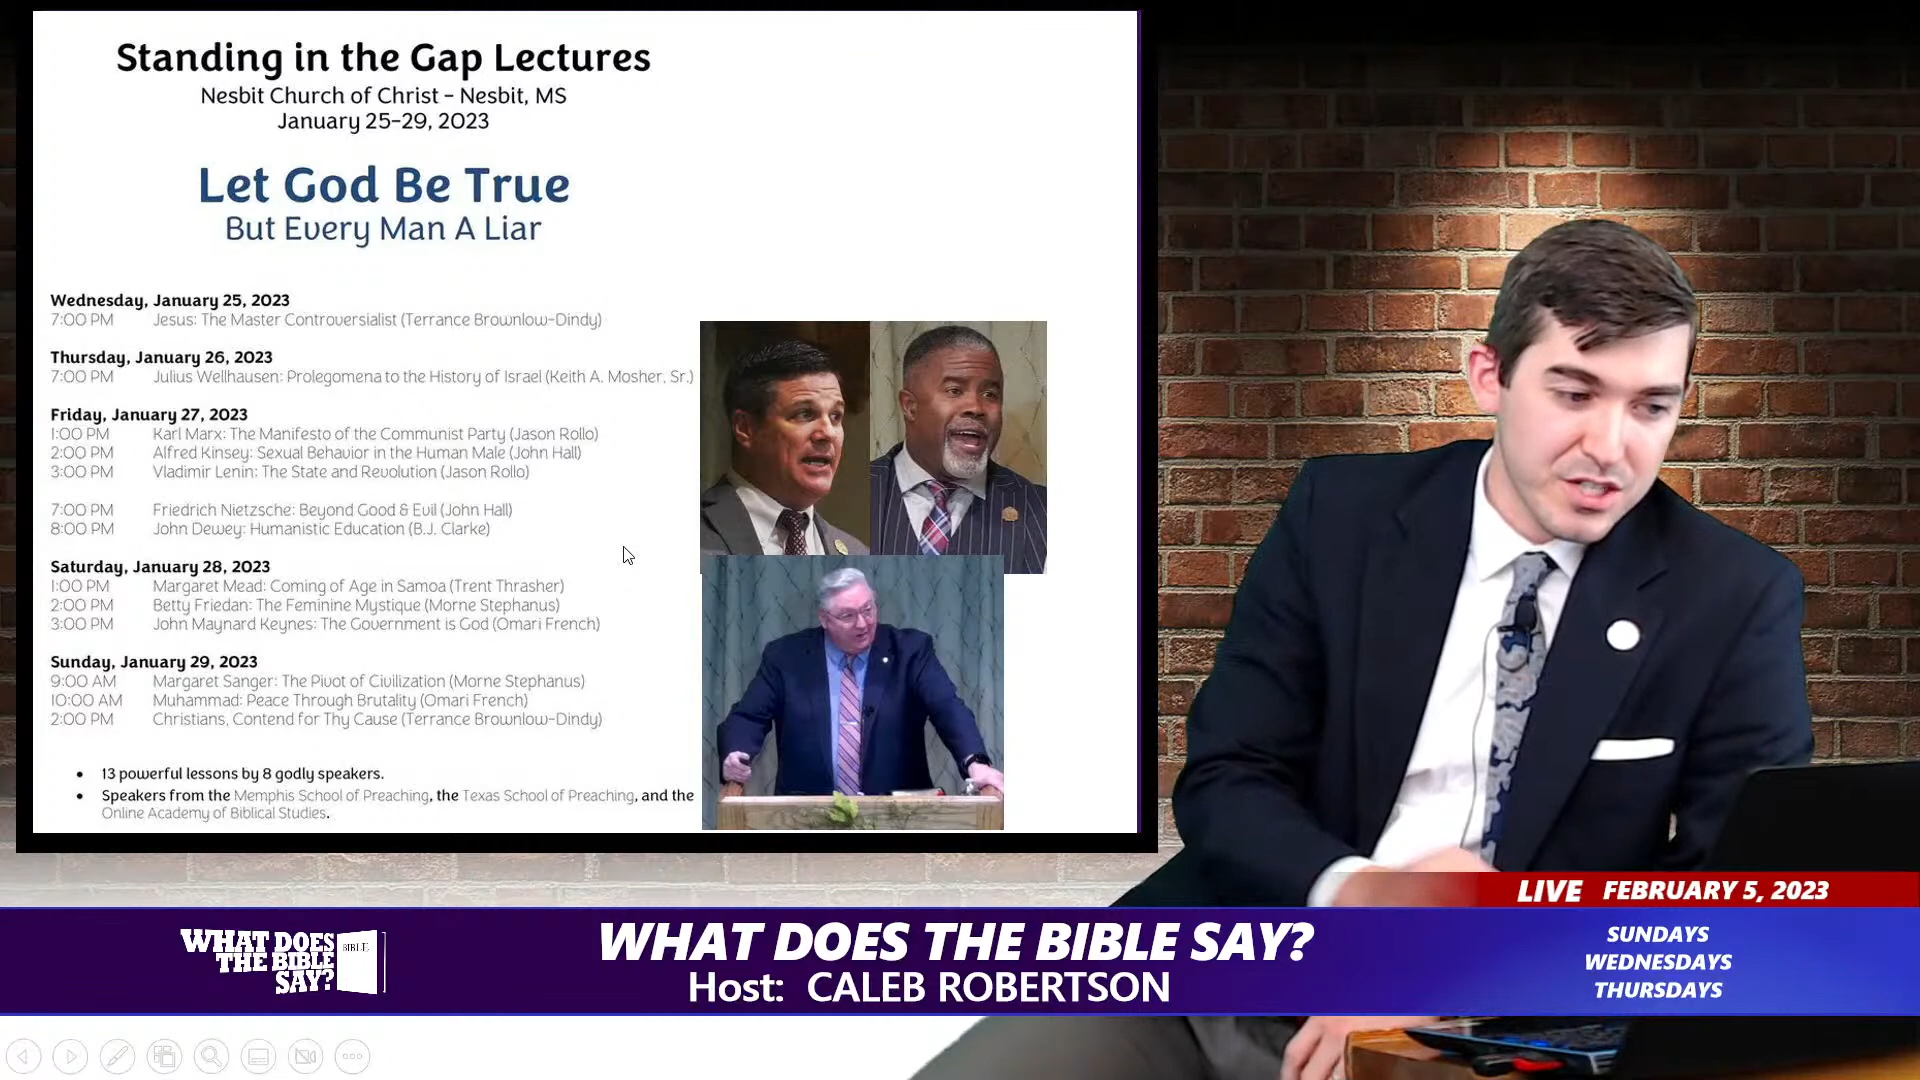 Standing in the Gap Lectures
Nesbit Church of Christ - Nesbit, MS
January 25-29, 2023
Let God Be True
But Every Man A Liar
Wednesday, January 25, 2023
7:00 PM Jesus: The Master Controversialist (Terrance Brownlow-Dindy)
Thursday, January 26, 2023
7:00 PM Julius Wellhausen: Prolegomena to the History of Israel (Keith A. Mosher, Sr.)
Friday, January 27, 2023
1:00 PM Karl Marx: The Manifesto of the Communist Party (Jason Rollo)
2:00 PM Alfred Kinsey: Sexual Behavior in the Human Male (John Hall)
3:00 PM Vladimir Lenin: The State and Revolution (Jason Rollo)
7:00 PM Friedrich Nietzsche: Beyond Good & Evil (John Hall)
8:00 PM John Dewey: Humanistic Education (B.J. Clarke)
Saturday, January 28, 2023
1:00 PM Margaret Mead: Coming of Age in Samoa (Trent Thrasher)
2:00 PM Betty Friedan: The Feminine Mystique (Morne Stephanus)
3:00 PM John Maynard Keynes: The Government is God (Omari French)
Sunday, January 29, 2023
9:00 AM Margaret Sanger: The Pivot of Civilization (Morne Stephanus)
10:00 AM Muhammad: Peace Through Brutality (Omari French)
2:00 PM Christians, Contend for Thy Cause (Terrance Brownlow-Dindy)
• 13 powerful lessons by 8 godly speakers.
• Speakers from the Memphis School of Preaching, the Texas School of Preaching, and the
Online Academy of Biblical Studies.
LIVE FEBRUARY 5, 2023
WHAT DOES
THE BIBLE
SAY?
BIBLE
WHAT DOES THE BIBLE SAY?
Host: CALEB ROBERTSON
SUNDAYS
WEDNESDAYS
THURSDAYS